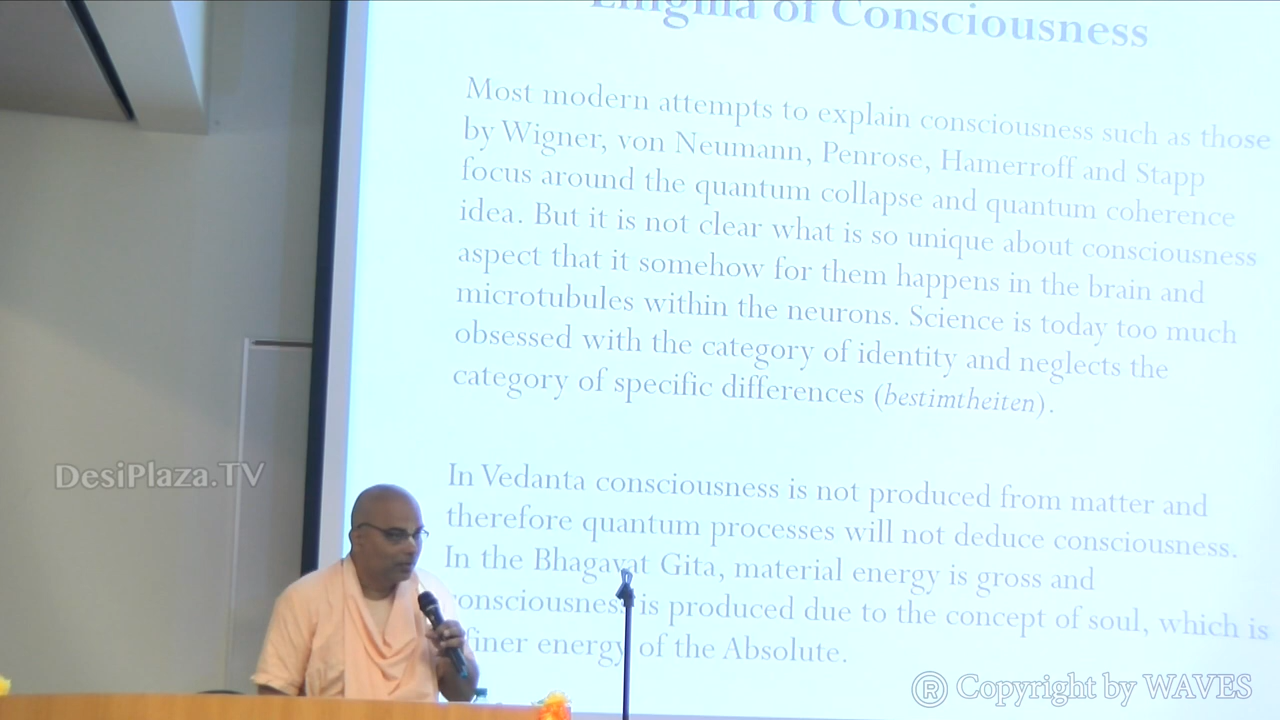 Enigma of Consciousness
Most modern attempts to explain consciousness such as those
by Wigner, von Neumann, Penrose, Hamerroff and Stapp
focus around the quantum collapse and quantum coherence
idea. But it is not clear what is so unique about consciousness
aspect that it somehow for them happens in the brain and
microtubules within the neurons. Science is today too much
obsessed with the category of identity and neglects the
category of specific differences (bestimtheiten).
In Vedanta consciousness is not produced from matter and
therefore quantum processes will not deduce consciousness.
In the Bhagavat Gita, material energy is gross and
consciousness is produced due to the concept of soul, which is
finer energy of the Absolute.
DesiPlaza.TV
® Copyright by WAVES